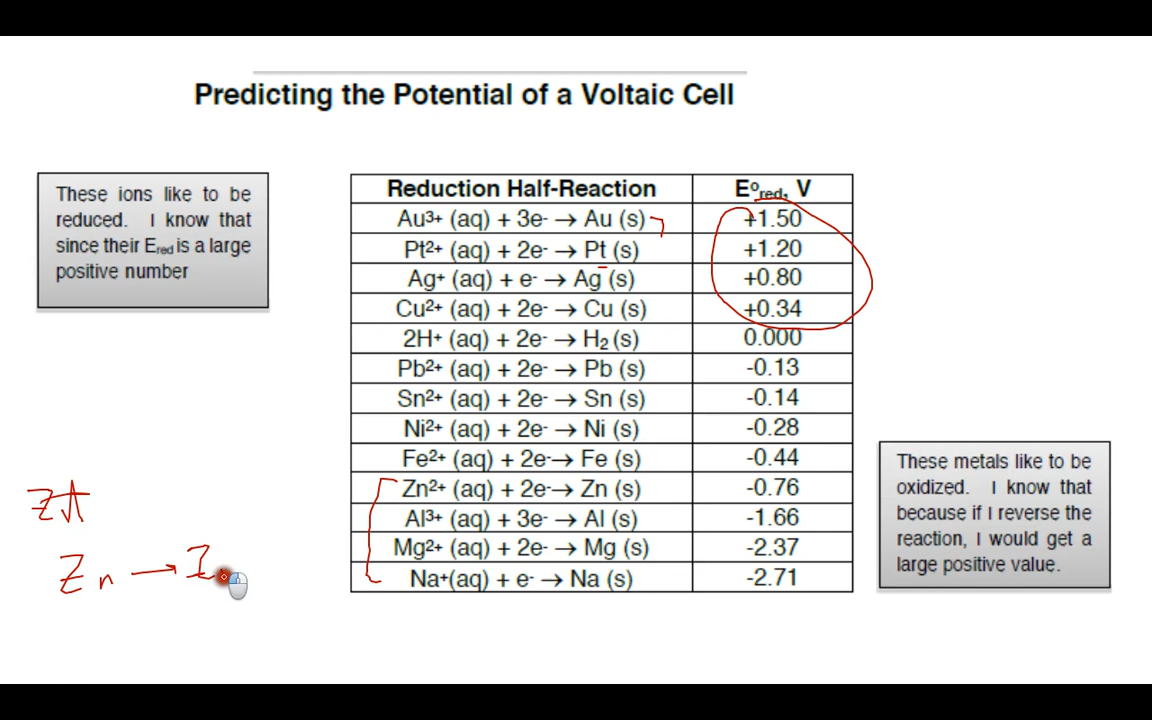 Predicting the Potential of a Voltaic Cell
These ions like to be
reduced. I know that
since their Ered is a large
positive number
Reduction Half-Reaction E°red, V
Au3+ (aq) + 3e- → Au (s) +1.50
Pt2+ (aq) + 2e- → Pt (s) +1.20
Ag+ (aq) + e- → Ag (s) +0.80
Cu2+ (aq) + 2e- → Cu (s) +0.34
2H+ (aq) + 2e- → H2 (s) 0.000
Pb2+ (aq) + 2e- → Pb (s) -0.13
Sn2+ (aq) + 2e- → Sn (s) -0.14
Ni2+ (aq) + 2e- → Ni (s) -0.28
Fe2+ (aq) + 2e-→ Fe (s) -0.44
Zn2+ (aq) + 2e-→ Zn (s) -0.76
Al3+ (aq) + 3e- → Al (s) -1.66
Mg2+ (aq) + 2e- → Mg (s) -2.37
Na+(aq) + e- → Na (s) -2.71
These metals like to be
oxidized. I know that
because if I reverse the
reaction, I would get a
large positive value.
Zn →